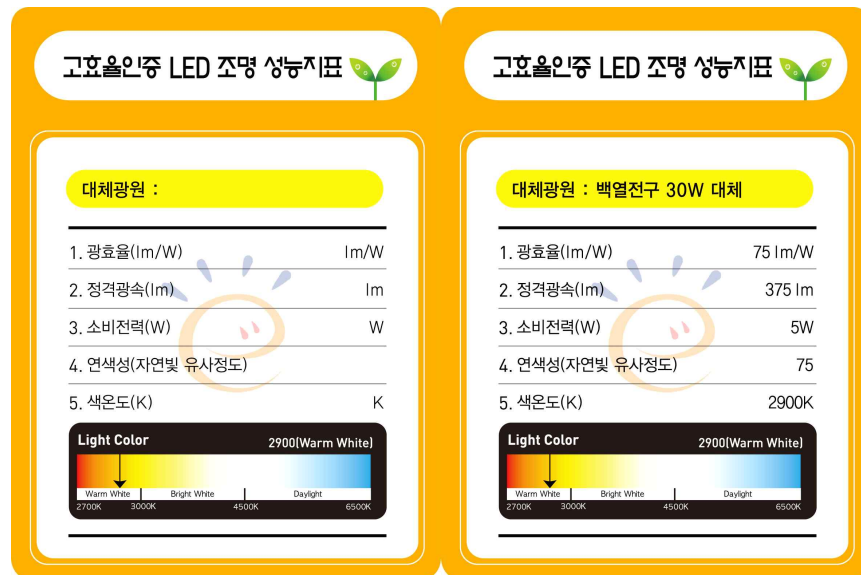 고효율인증 LED 조명 성능지표
대체광원 :
1. 광효율(lm/W) lm/W
2. 정격광속(lm) lm
3. 소비전력(W) W
4. 연색성(자연빛 유사정도)
5. 색온도(K) K
Light Color 2900(Warm White)
Warm White Bright White Daylight
2700K 3000K 4500K 6500K
고효율인증 LED 조명 성능지표
대체광원 : 백열전구 30W 대체
1. 광효율(lm/W) 75 lm/W
2. 정격광속(lm) 375 lm
3. 소비전력(W) 5W
4. 연색성(자연빛 유사정도) 75
5. 색온도(K) 2900K
Light Color 2900(Warm White)
Warm White Bright White Daylight
2700K 3000K 4500K 6500K